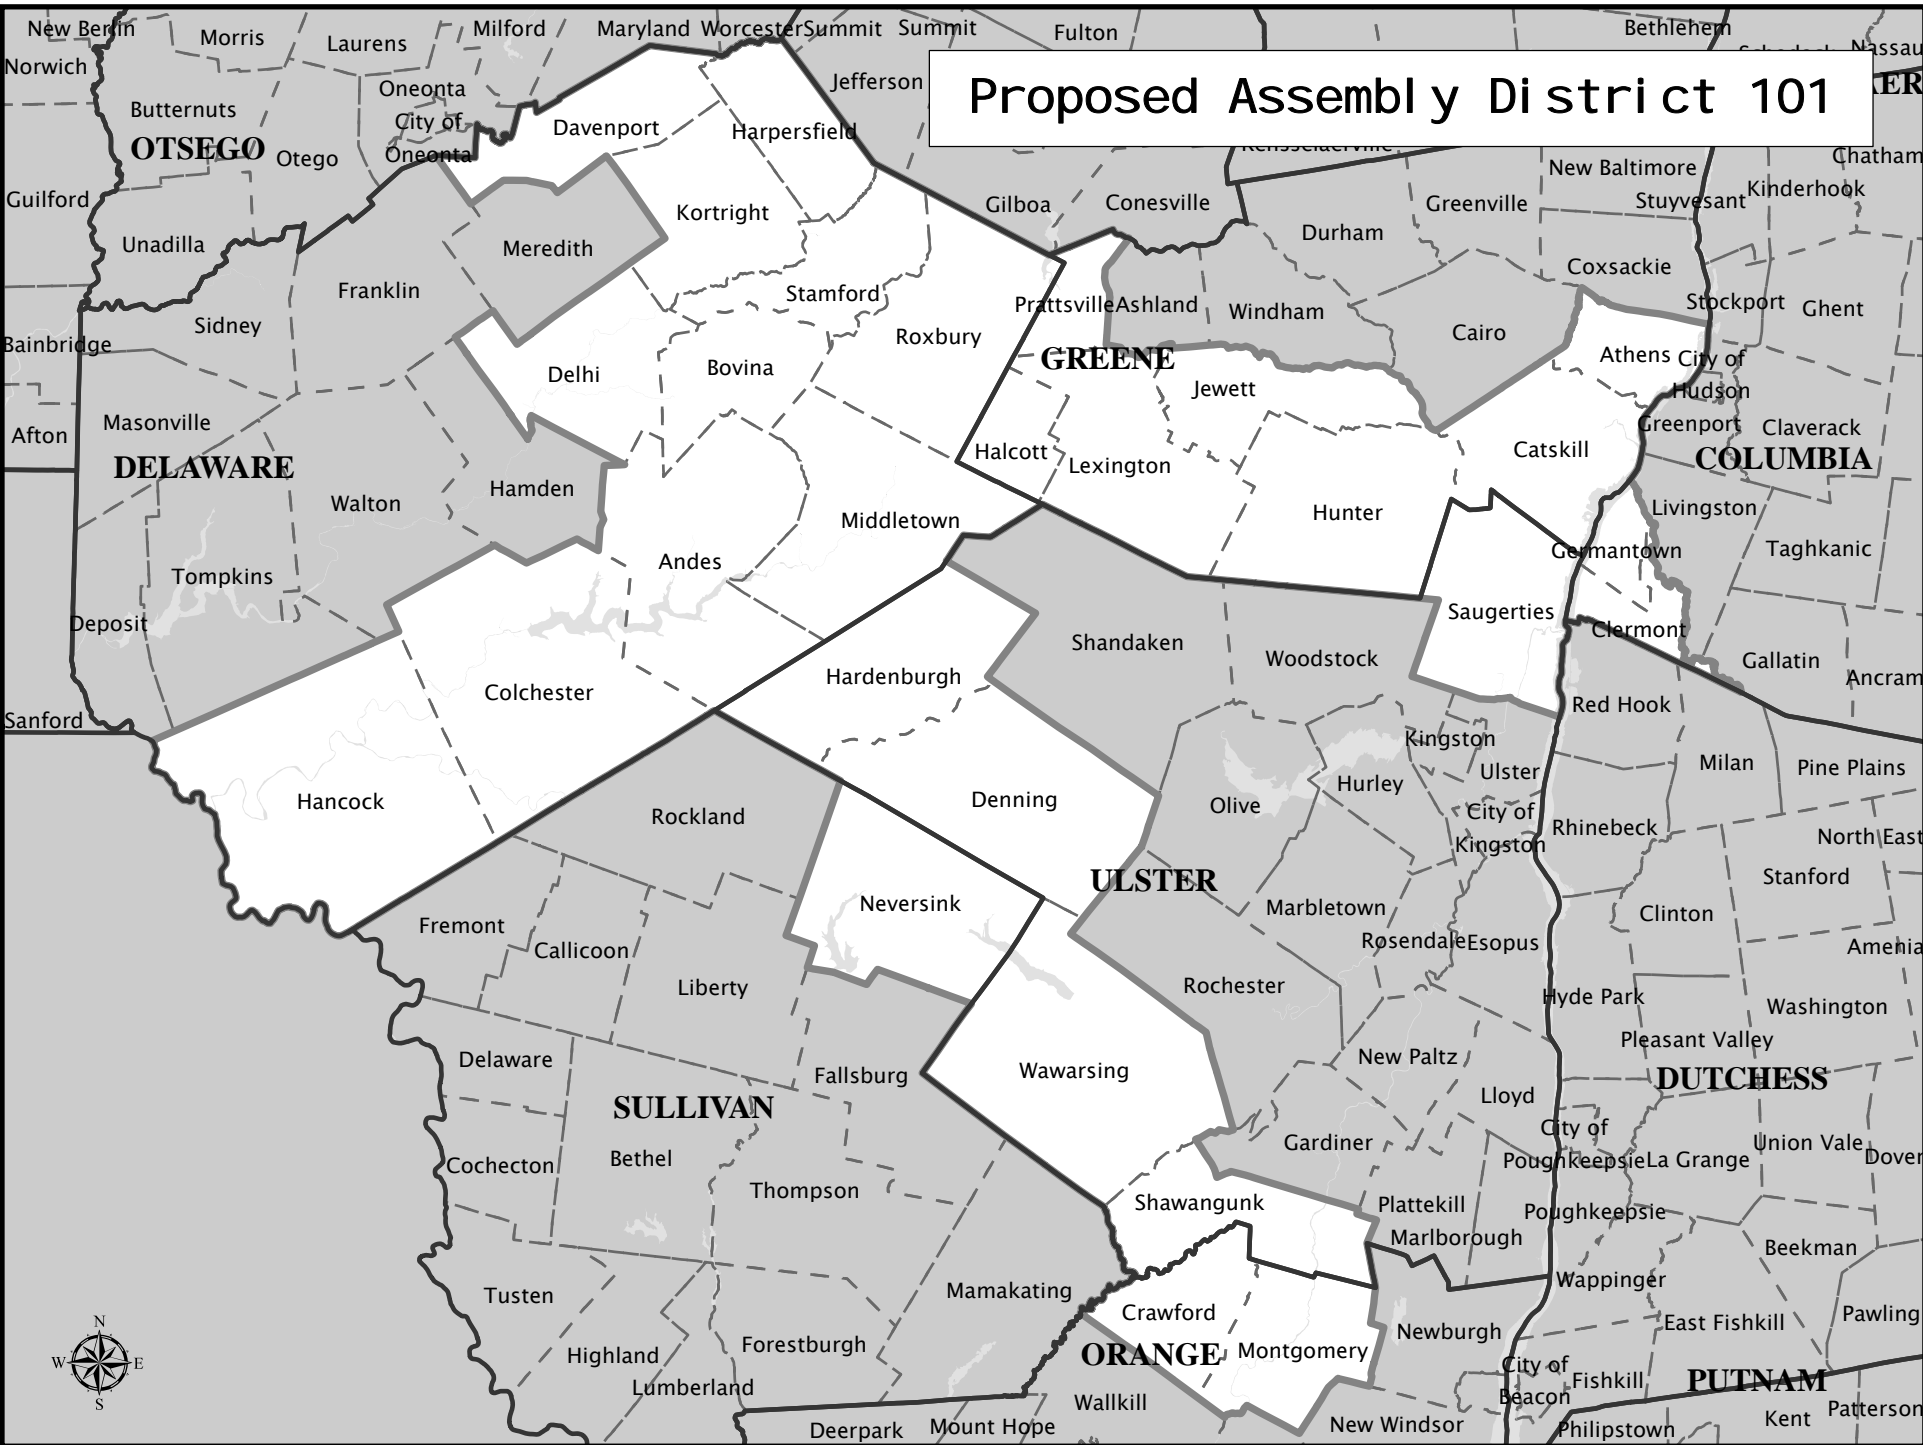 New Berlin
Morris
Laurens
Milford
Maryland
Worcester
Summit
Summit
Fulton
Bethlehem
Nassau
Norwich
Jefferson
Proposed Assembly District 101
Oneonta
Butternuts
City of
Oneonta
Davenport
Harpersfield
OTSEGO
Otego
Rensselaerville
New Baltimore
Chatham
Guilford
Kortright
Gilboa
Conesville
Greenville
Stuyvesant
Kinderhook
Unadilla
Meredith
Durham
Coxsackie
Franklin
Stamford
Prattsville
Ashland
Windham
Stockport
Ghent
Sidney
Roxbury
Cairo
Bainbridge
GREENE
Athens
City of
Hudson
Delhi
Bovina
Jewett
Masonville
Afton
Greenport
Claverack
Halcott
Lexington
Catskill
COLUMBIA
DELAWARE
Walton
Hamden
Middletown
Hunter
Livingston
Andes
Germantown
Taghkanic
Tompkins
Saugerties
Deposit
Clermont
Shandaken
Woodstock
Gallatin
Ancram
Hardenburgh
Colchester
Sanford
Red Hook
Kingston
Milan
Pine Plains
Hancock
Ulster
Hurley
Denning
Olive
Rockland
City of
Kingston
Rhinebeck
North East
ULSTER
Stanford
Neversink
Marbletown
Clinton
Fremont
Callicoon
Rosendale
Esopus
Amenia
Liberty
Rochester
Hyde Park
Washington
Pleasant Valley
Delaware
Fallsburg
Wawarsing
New Paltz
DUTCHESS
SULLIVAN
Lloyd
City of
Poughkeepsie
Gardiner
Union Vale
Dover
Cochecton
Bethel
La Grange
Thompson
Shawangunk
Plattekill
Poughkeepsie
Marlborough
Beekman
Mamakating
Wappinger
Tusten
Crawford
East Fishkill
Pawling
Newburgh
Forestburgh
ORANGE
Montgomery
Highland
City of
Beacon
Fishkill
PUTNAM
Lumberland
Wallkill
Patterson
Kent
Deerpark
Mount Hope
New Windsor
Philipstown
N
W
E
S